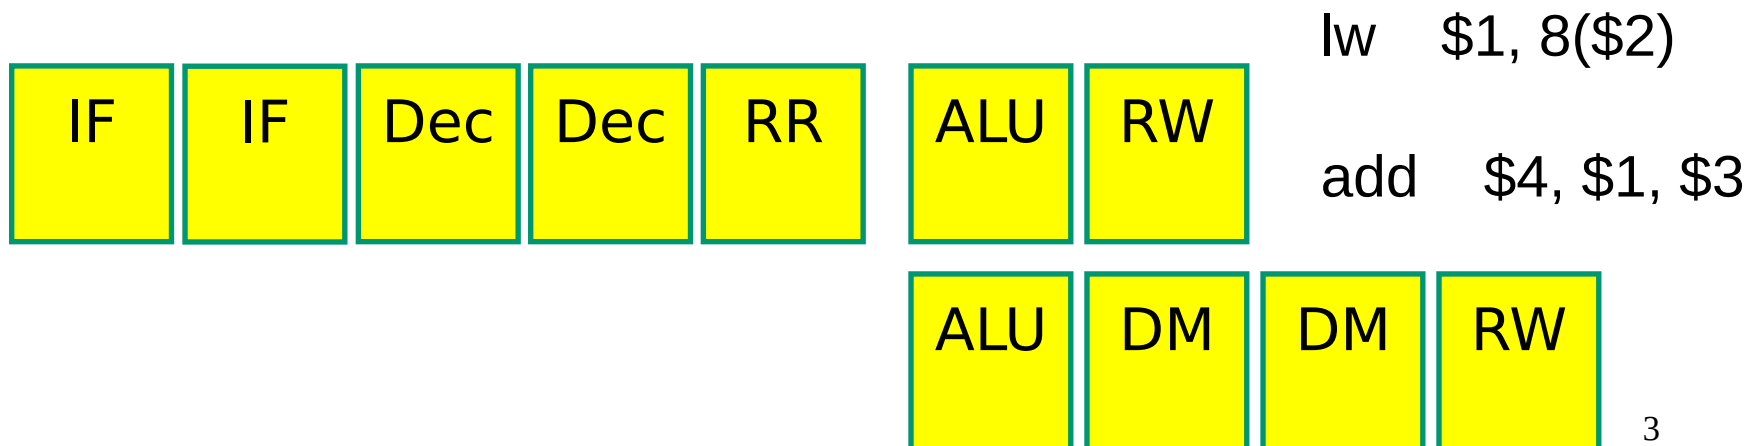 lw $1, 8($2)
IF IF Dec Dec RR ALU RW
add $4, $1, $3
ALU DM DM RW
3